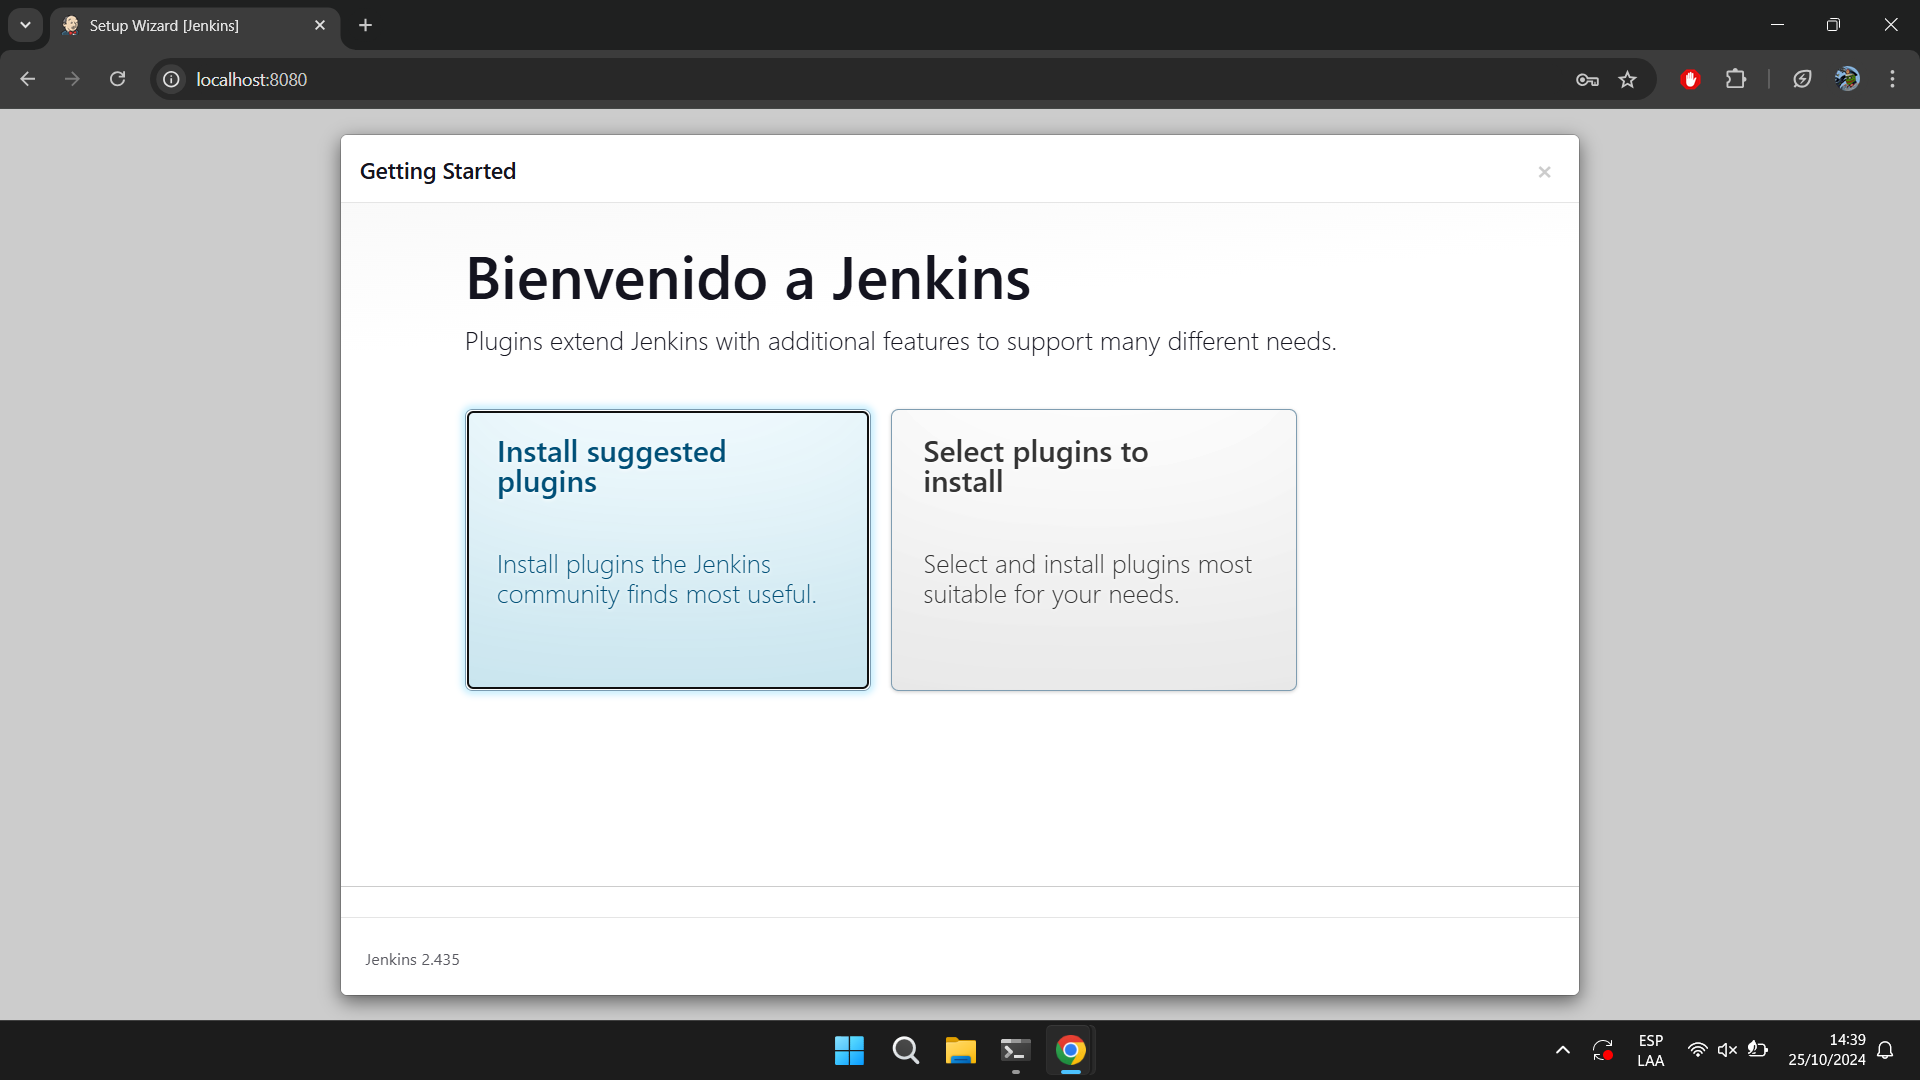 Setup Wizard [Jenkins]
localhost:8080
Getting Started
Bienvenido a Jenkins
Plugins extend Jenkins with additional features to support many different needs.
Install suggested
plugins
Install plugins the Jenkins
community finds most useful.
Select plugins to
install
Select and install plugins most
suitable for your needs.
Jenkins 2.435
ESP
LAA
14:39
25/10/2024